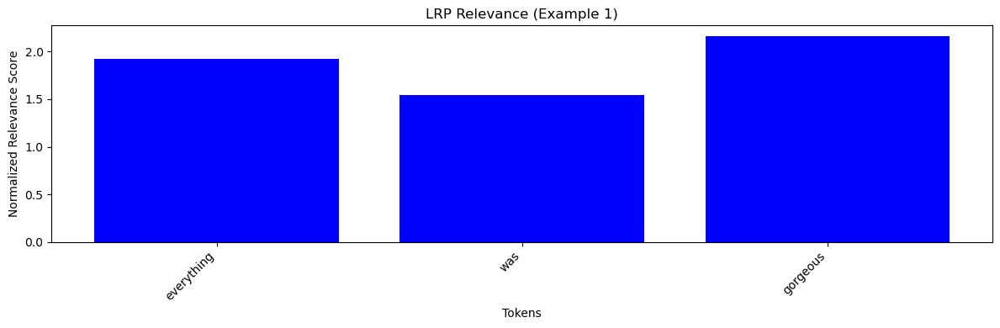 LRP Relevance (Example 1)
Normalized Relevance Score
2.0
1.5
1.0
0.5
0.0
everything
was
gorgeous
Tokens